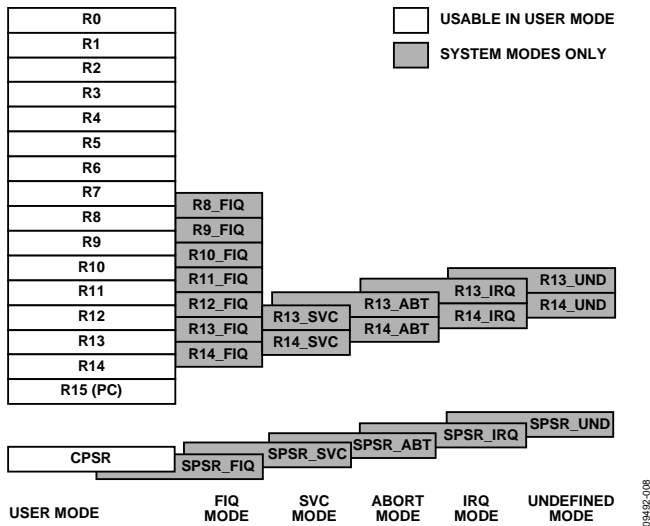 R0
R1
R2
R3
R4
R5
R6
R7
R8
R9
R10
R11
R12
R13
R14
R15 (PC)
R8_FIQ
R9_FIQ
R10_FIQ
R11_FIQ
R12_FIQ
R13_FIQ
R14_FIQ
R13_SVC
R14_SVC
R13_ABT
R14_ABT
R13_IRQ
R14_IRQ
R13_UND
R14_UND
USABLE IN USER MODE
SYSTEM MODES ONLY
CPSR
SPSR_FIQ
SPSR_SVC
SPSR_ABT
SPSR_IRQ
SPSR_UND
USER MODE
FIQ
MODE
SVC
MODE
ABORT
MODE
IRQ
MODE
UNDEFINED
MODE
09492-008